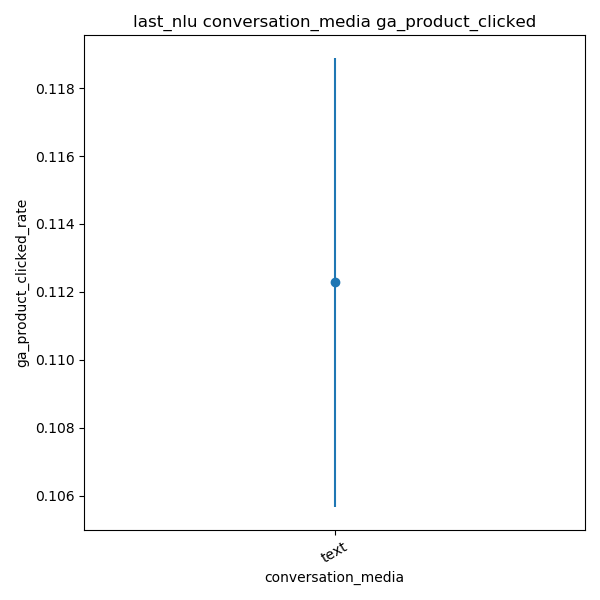 last_nlu conversation_media ga_product_clicked
0.118
0.116
0.114
0.112
0.110
0.108
0.106
ga_product_clicked_rate
text
conversation_media